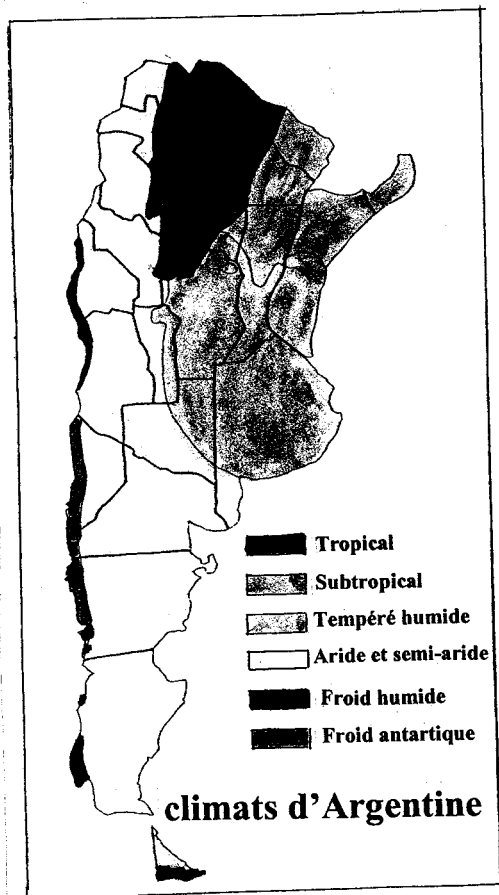 Tropical
Subtropical
Tempéré humide
Aride et semi-aride
Froid humide
Froid antartique
climats d'Argentine